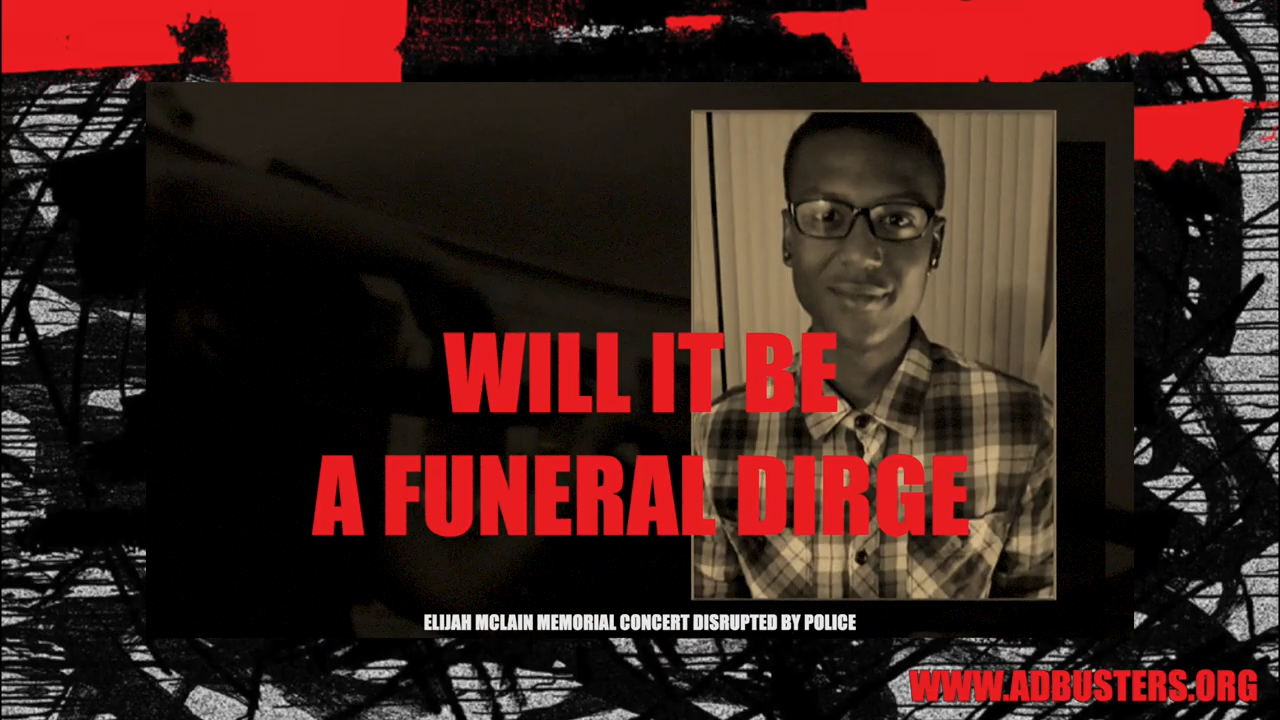 WILL IT BE
A FUNERAL DIRGE
ELIJAH MCLAIN MEMORIAL CONCERT DISRUPTED BY POLICE
WWW.ADBUSTERS.ORG